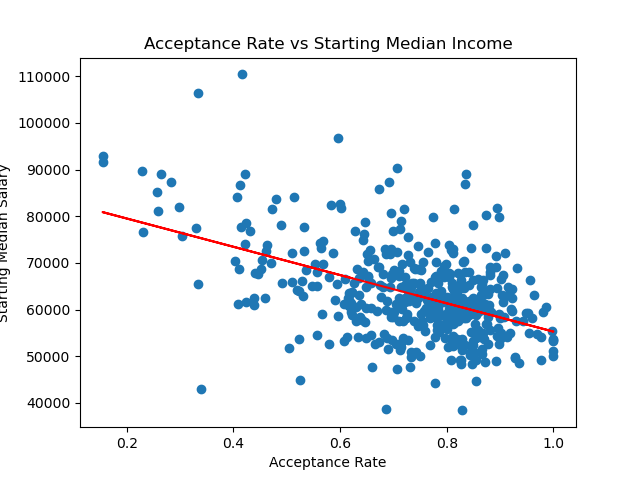 Acceptance Rate vs Starting Median Income
110000
100000
90000
80000
70000
60000
50000
40000
Starting Median Salary
0.2 0.4 0.6 0.8 1.0
Acceptance Rate